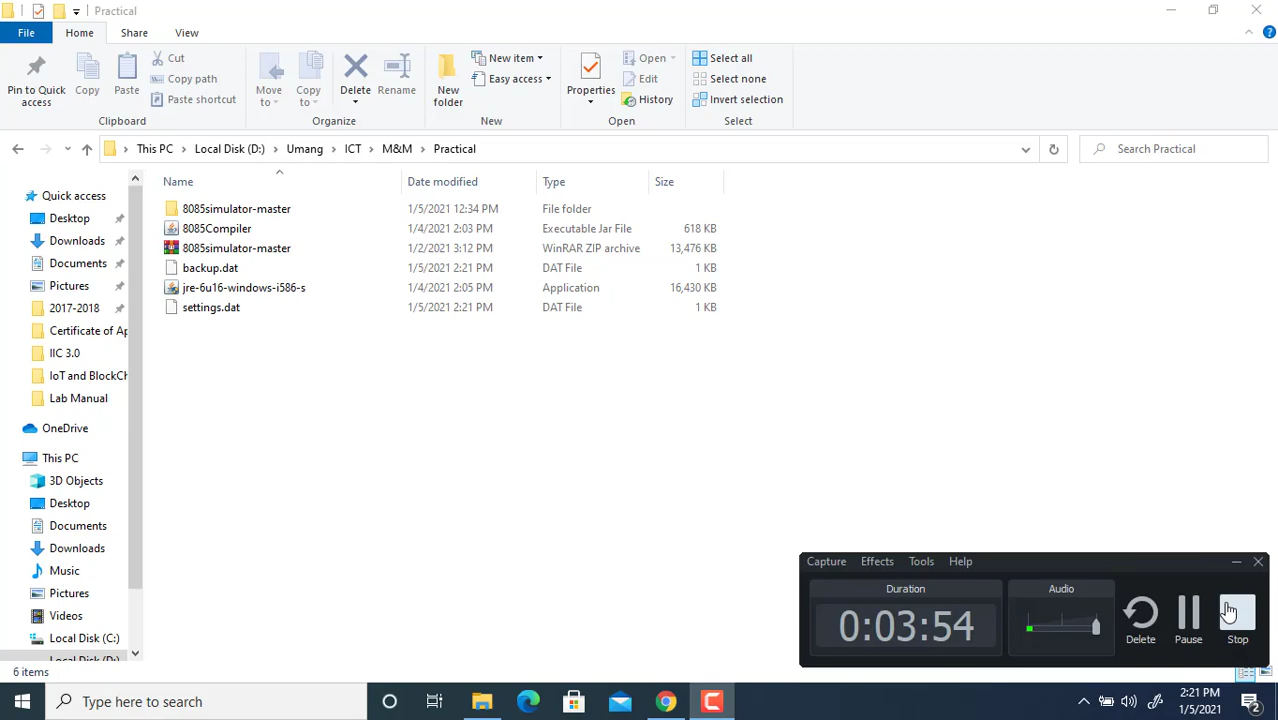 Practical
File Home Share View
Pin to Quick access
Copy
Paste
Cut
Copy path
Paste shortcut
Clipboard
Move to
Copy to
Delete
Rename
Organize
New folder
New item
Easy access
New
Properties
Open
Edit
History
Open
Select all
Select none
Invert selection
Select
This PC Local Disk (D:) Umang ICT M&M Practical
Search Practical
Name Date modified Type Size
8085simulator-master 1/5/2021 12:34 PM File folder
8085Compiler 1/4/2021 2:03 PM Executable Jar File 618 KB
8085simulator-master 1/2/2021 3:12 PM WinRAR ZIP archive 13,476 KB
backup.dat 1/5/2021 2:21 PM DAT File 1 KB
jre-6u16-windows-i586-s 1/4/2021 2:05 PM Application 16,430 KB
settings.dat 1/5/2021 2:21 PM DAT File 1 KB
Quick access
Desktop
Downloads
Documents
Pictures
2017-2018
Certificate of Ap
IIC 3.0
IoT and BlockCh
Lab Manual
OneDrive
This PC
3D Objects
Desktop
Documents
Downloads
Music
Pictures
Videos
Local Disk (C:)
Local Disk (D:)
6 items
Capture Effects Tools Help
Duration
0:03:54
Audio
Delete
Pause
Stop
Type here to search
2:21 PM
1/5/2021
2